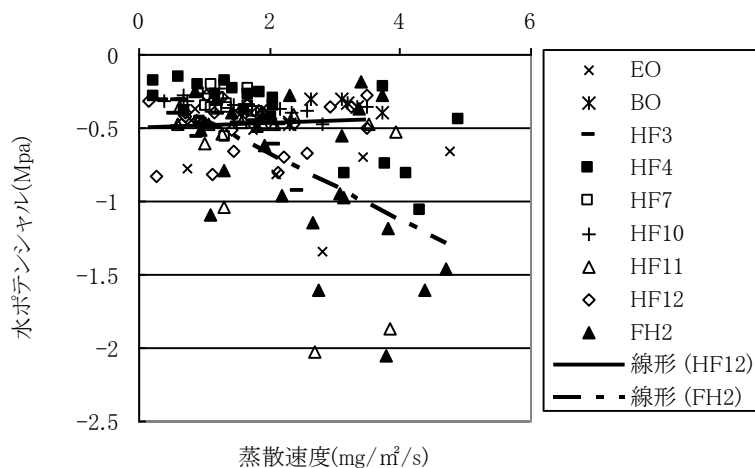 0 2 4 6
0
-0.5
-1
-1.5
-2
-2.5
水ポテンシャル(Mpa)
蒸散速度(mg/㎡/s)
EO
BO
HF3
HF4
HF7
HF10
HF11
HF12
FH2
線形 (HF12)
線形 (FH2)